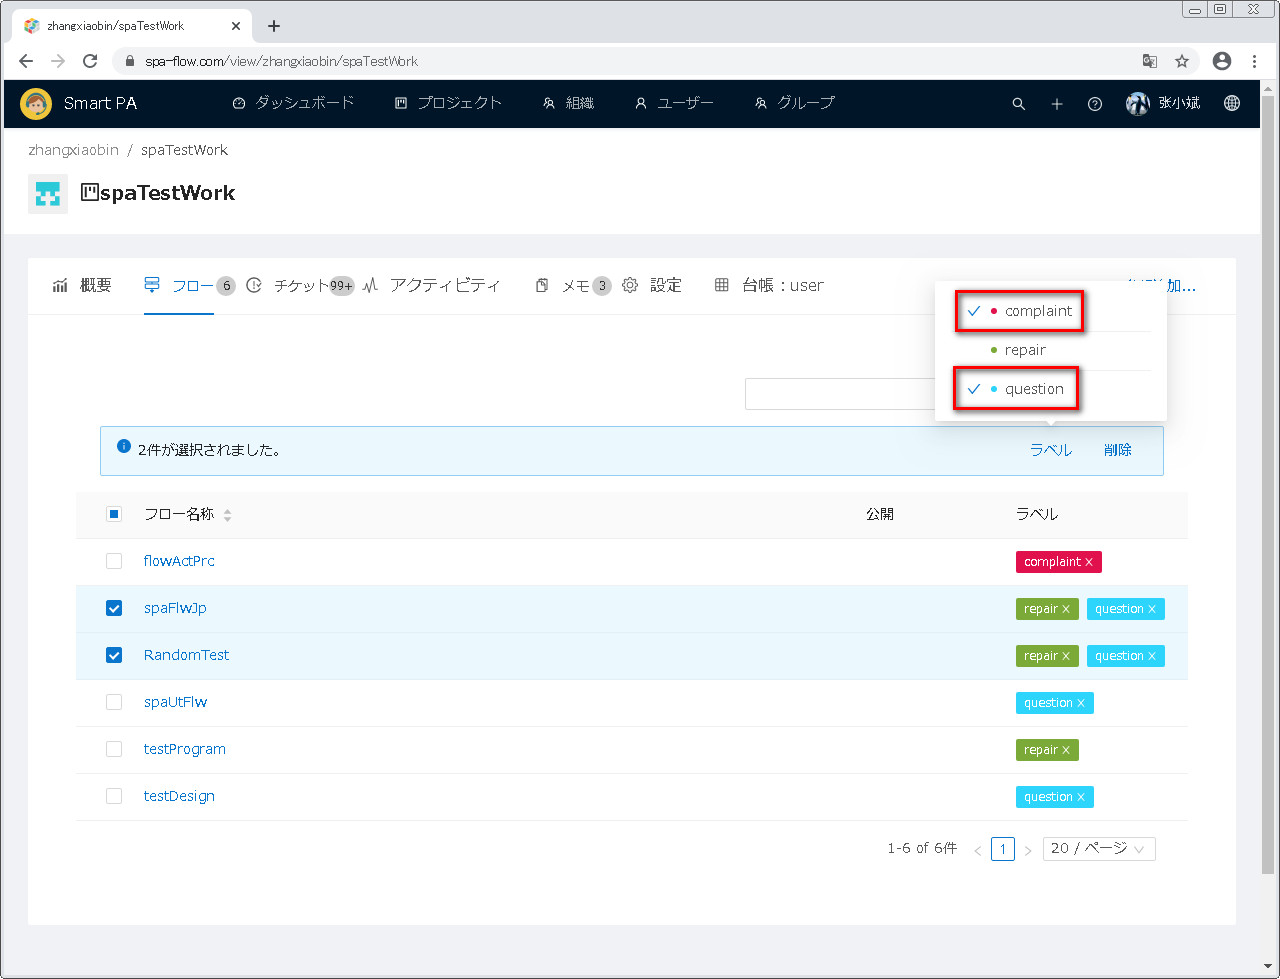 zhangxiaobin/spaTestWork
spa-flow.com/view/zhangxiaobin/spaTestWork
Smart PA ダッシュボード プロジェクト 組織 ユーザー グループ 张小斌
zhangxiaobin / spaTestWork
spaTestWork
概要 フロー 6 チケット 99+ アクティビティ メモ 3 設定 台帳：user 加...
complaint
repair
question
2件が選択されました。 ラベル 削除
フロー名称 公開 ラベル
flowActPrc complaint ×
spaFlwJp repair × question ×
RandomTest repair × question ×
spaUtFlw question ×
testProgram repair ×
testDesign question ×
1-6 of 6件 < 1 > 20 / ページ